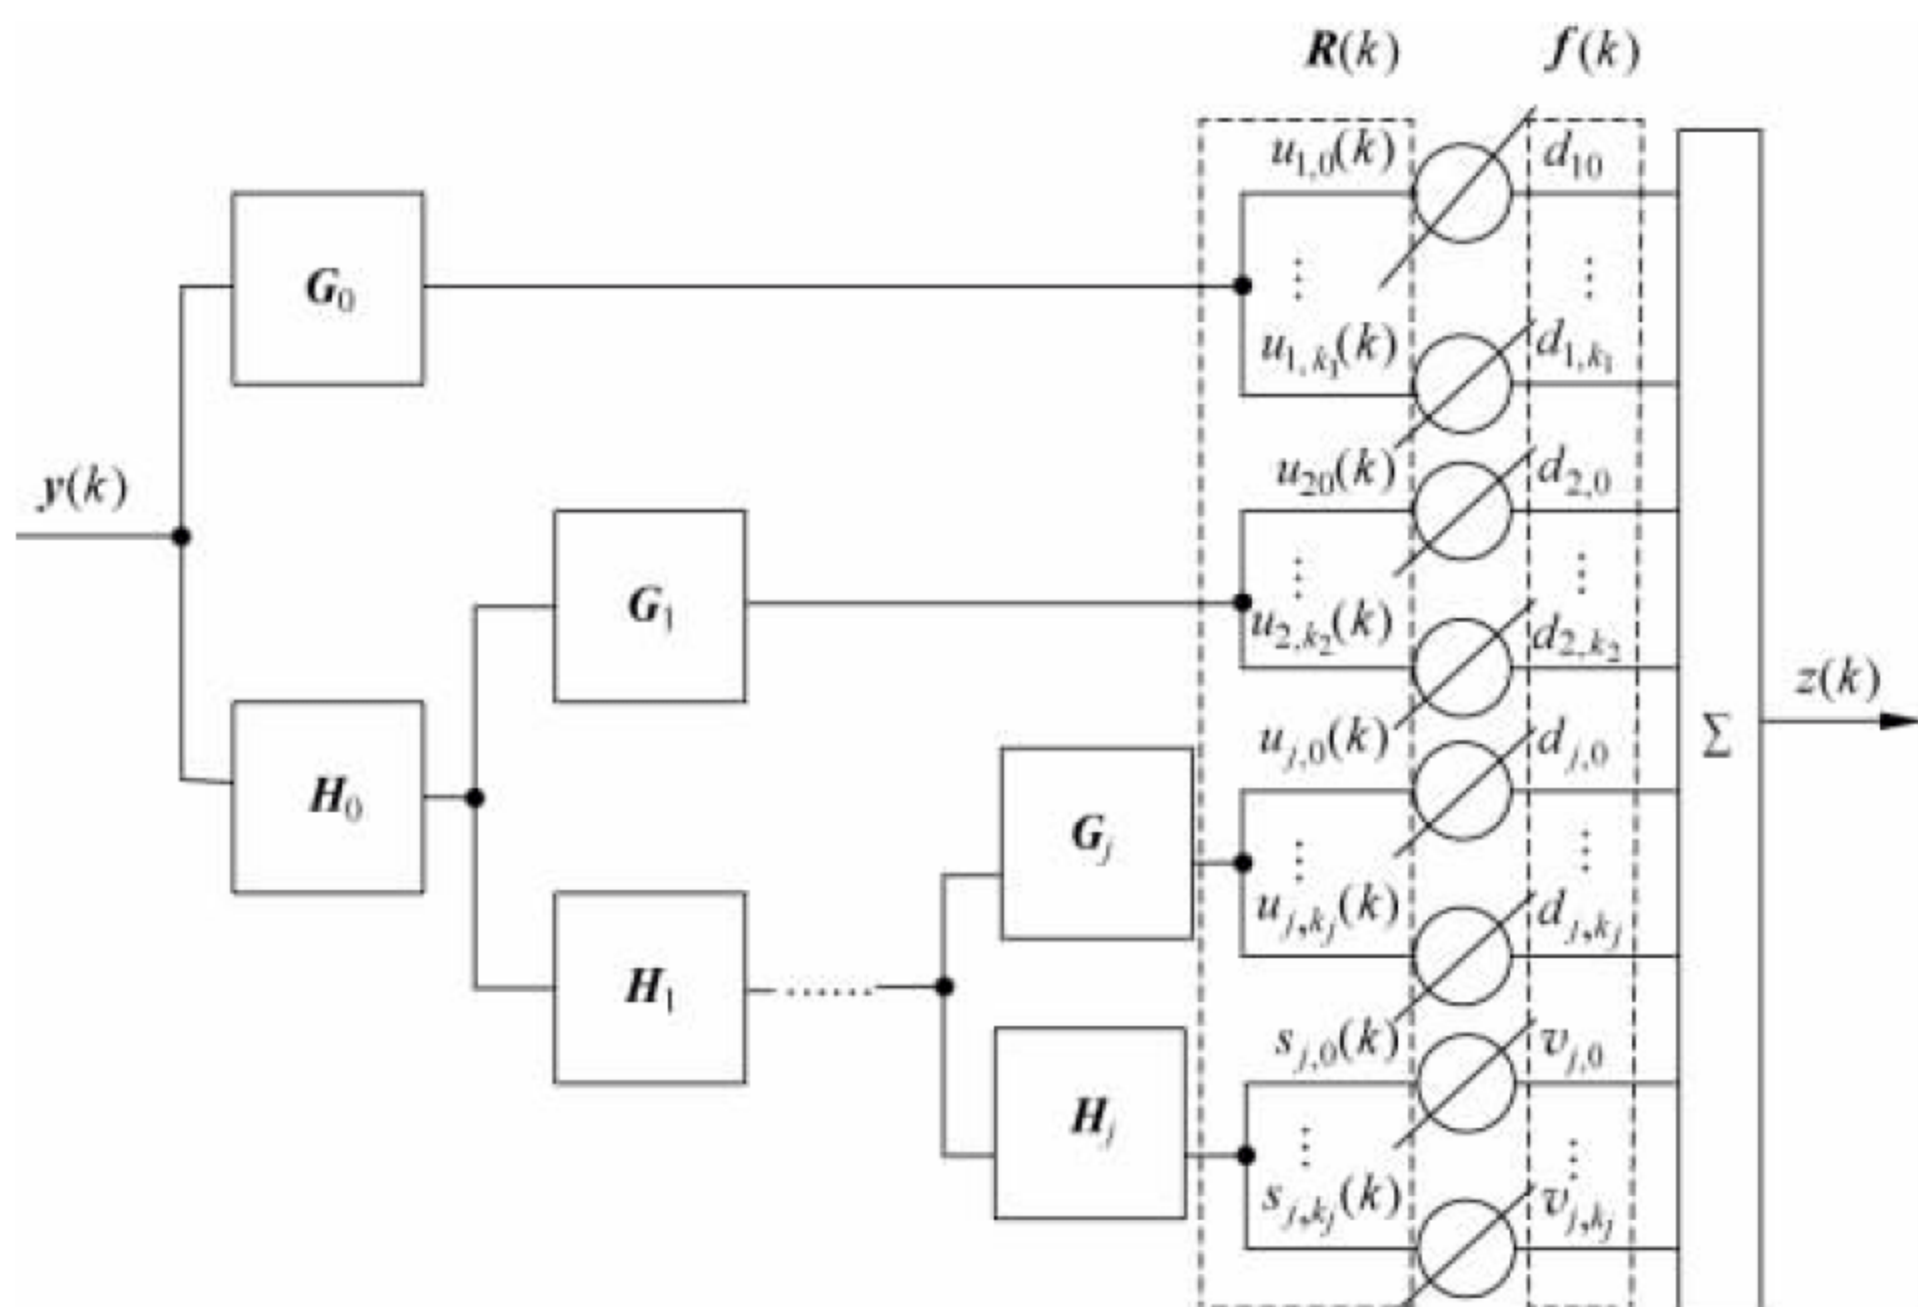 R(k) f(k)
u1,0(k) d10
G0
⋮ ⋮
u1,k1(k) d1,k1
y(k)
u20(k) d2,0
G1
⋮ ⋮
u2,k2(k) d2,k2
z(k)
uj,0(k) dj,0
Σ
H0
Gj
⋮ ⋮
uj,kj(k) dj,kj
H1 ......
sj,0(k) vj,0
Hj
⋮ ⋮
sj,kj(k) vj,kj